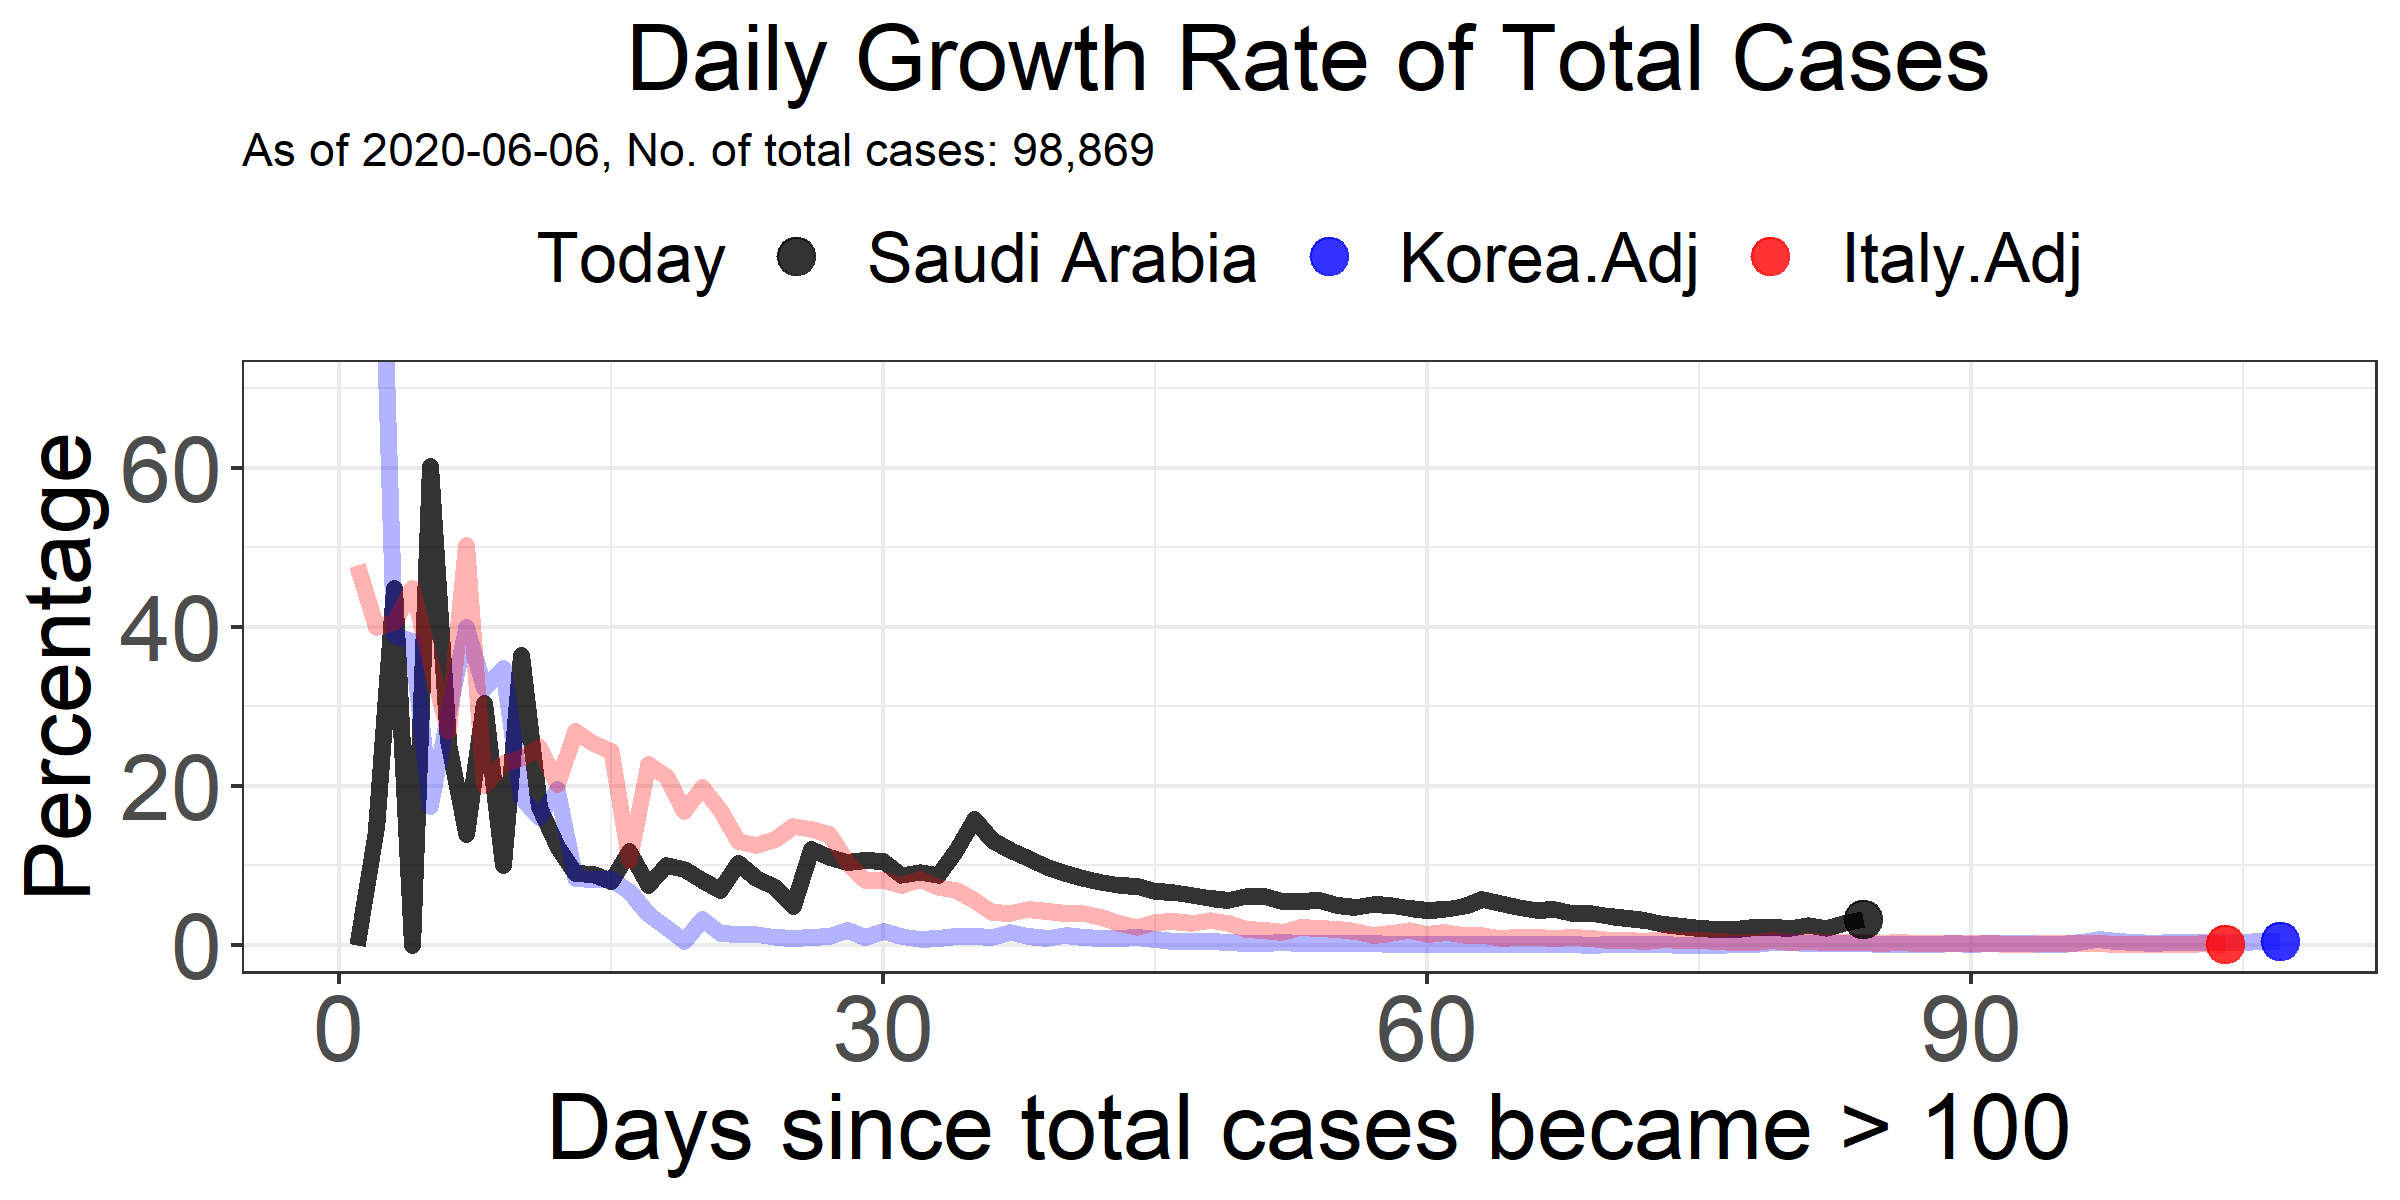 Daily Growth Rate of Total Cases
As of 2020-06-06, No. of total cases: 98,869
Today Saudi Arabia Korea.Adj Italy.Adj
Percentage
60
40
20
0
0 30 60 90
Days since total cases became > 100